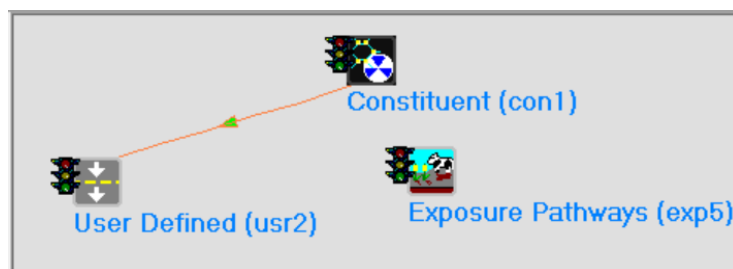 Constituent (con1)
User Defined (usr2)
Exposure Pathways (exp5)